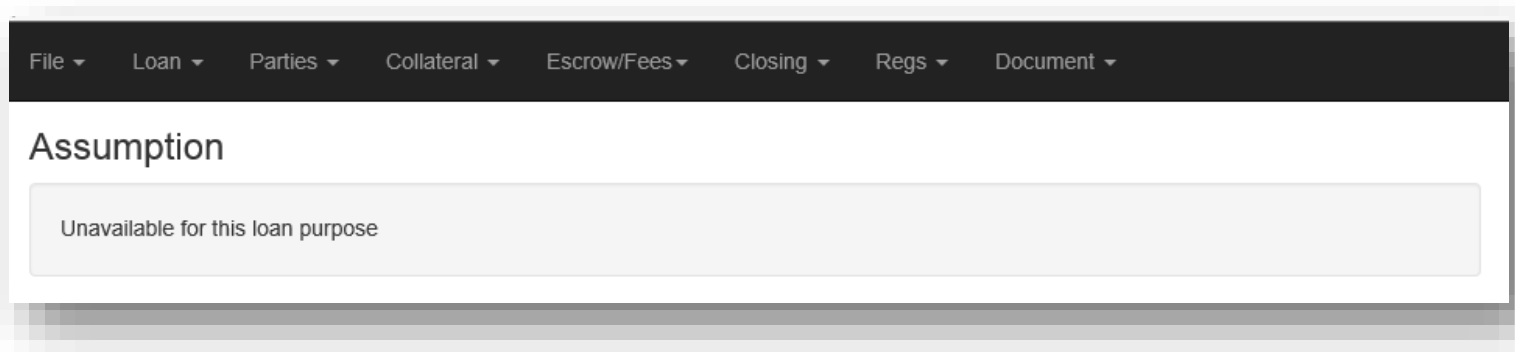 File Loan Parties Collateral Escrow/Fees Closing Regs Document
Assumption
Unavailable for this loan purpose